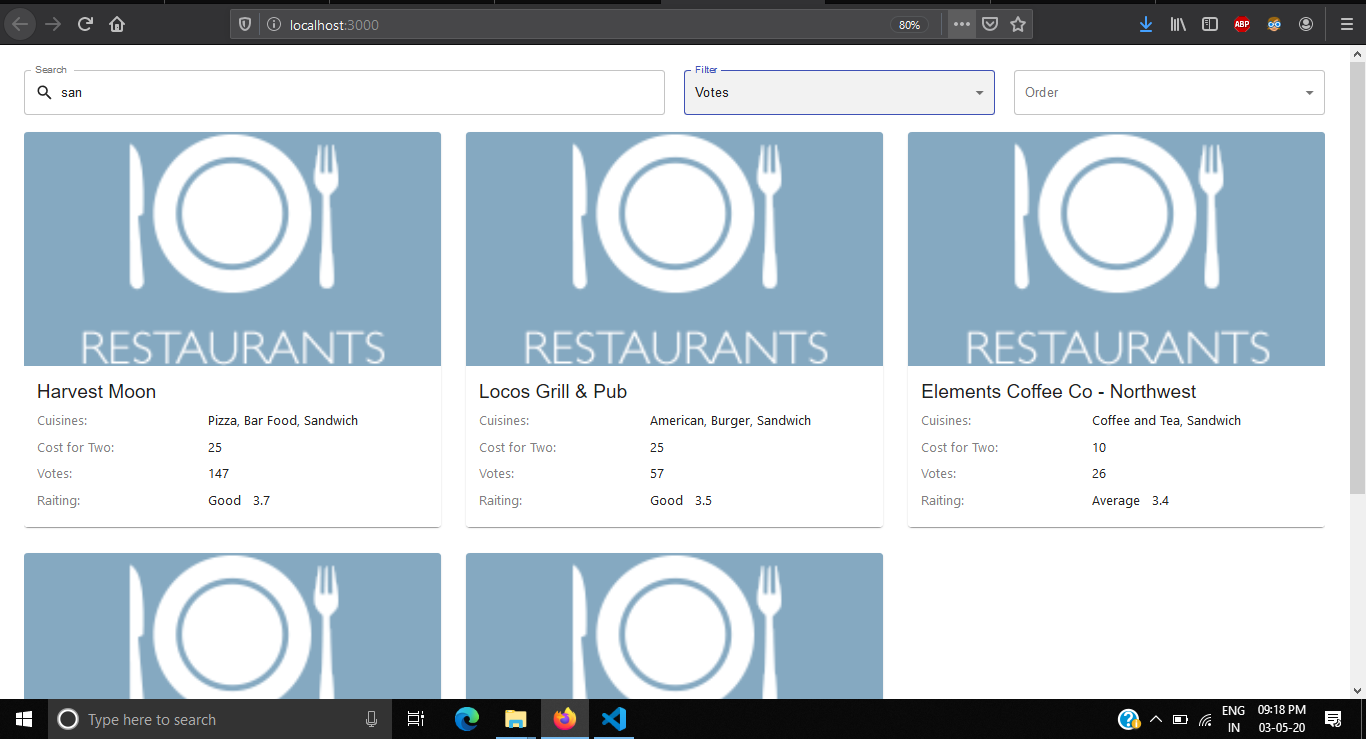 localhost:3000
80%
ABP
Search
san
Filter
Votes
Order
RESTAURANTS
RESTAURANTS
RESTAURANTS
Harvest Moon
Cuisines: Pizza, Bar Food, Sandwich
Cost for Two: 25
Votes: 147
Raiting: Good 3.7
Locos Grill & Pub
Cuisines: American, Burger, Sandwich
Cost for Two: 25
Votes: 57
Raiting: Good 3.5
Elements Coffee Co - Northwest
Cuisines: Coffee and Tea, Sandwich
Cost for Two: 10
Votes: 26
Raiting: Average 3.4
Type here to search
ENG
IN
09:18 PM
03-05-20